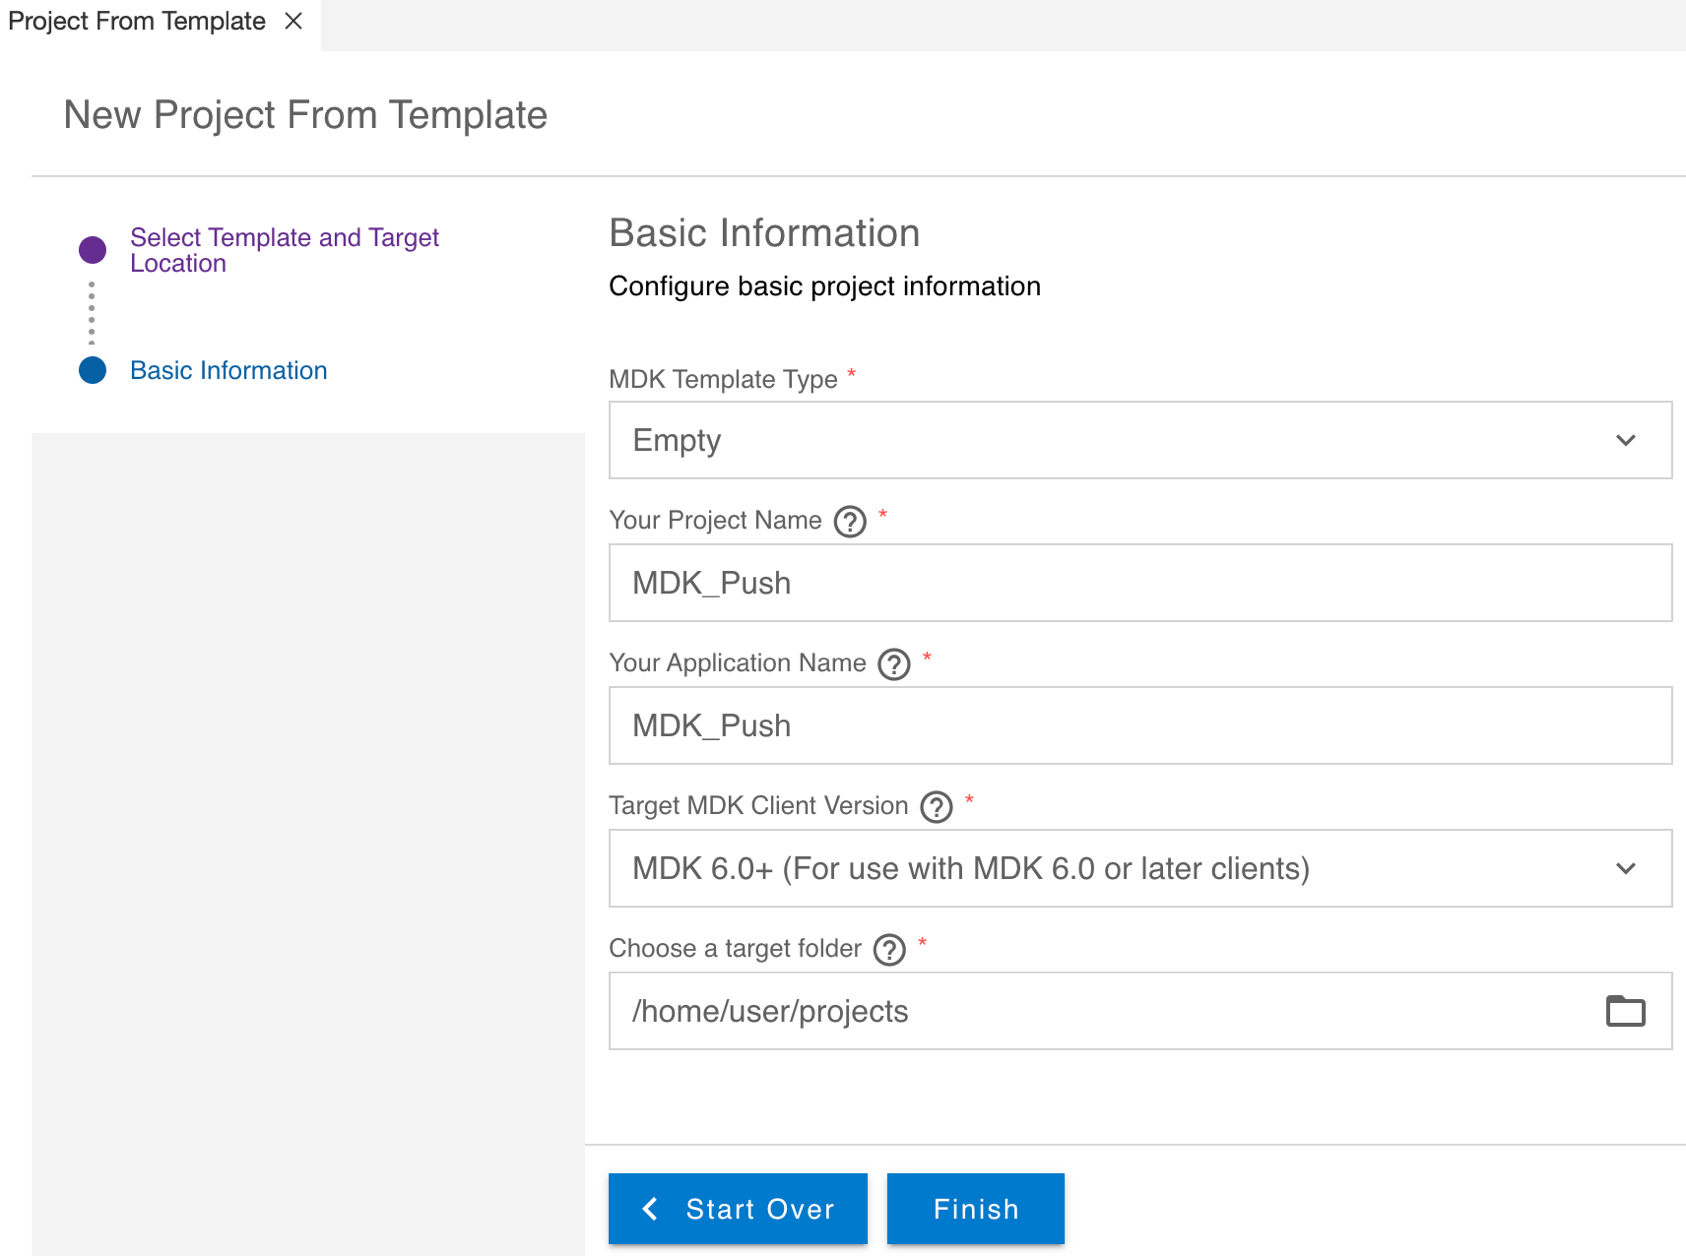 Project From Template
New Project From Template
Select Template and Target
Location
Basic Information
Basic Information
Configure basic project information
MDK Template Type *
Empty
Your Project Name ? *
MDK_Push
Your Application Name ? *
MDK_Push
Target MDK Client Version ? *
MDK 6.0+ (For use with MDK 6.0 or later clients)
Choose a target folder ? *
/home/user/projects
Start Over
Finish